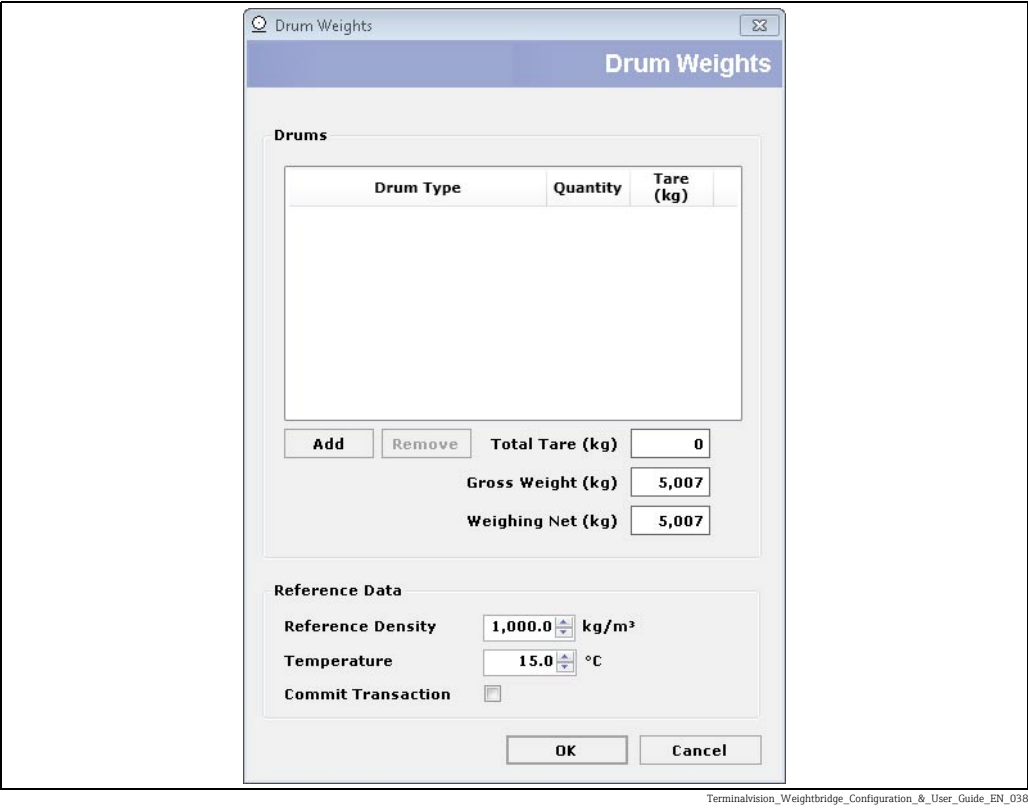 Drum Weights
Drum Weights
Drums
Drum Type Quantity Tare (kg)
Add Remove Total Tare (kg) 0
Gross Weight (kg) 5,007
Weighing Net (kg) 5,007
Reference Data
Reference Density 1,000.0 kg/m³
Temperature 15.0 °C
Commit Transaction
OK Cancel
Terminalvision_Weightbridge_Configuration_&_User_Guide_EN_038